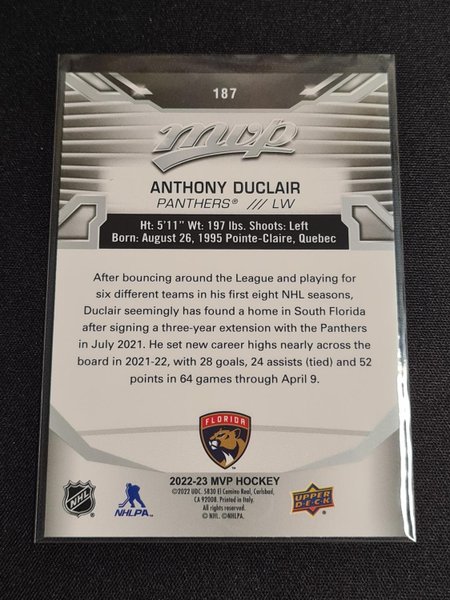 187
mvp
ANTHONY DUCLAIR
PANTHERS® /// LW
Ht: 5'11" Wt: 197 lbs. Shoots: Left
Born: August 26, 1995 Pointe-Claire, Quebec
After bouncing around the League and playing for
six different teams in his first eight NHL seasons,
Duclair seemingly has found a home in South Florida
after signing a three-year extension with the Panthers
in July 2021. He set new career highs nearly across the
board in 2021-22, with 28 goals, 24 assists (tied) and 52
points in 64 games through April 9.
FLORIDA
2022-23 MVP HOCKEY
©2022 UDC. 5830 El Camino Real, Carlsbad,
CA 92008. Printed in Italy.
All rights reserved.
© NHL. ©NHLPA.
NHL
NHLPA
UPPER
DECK